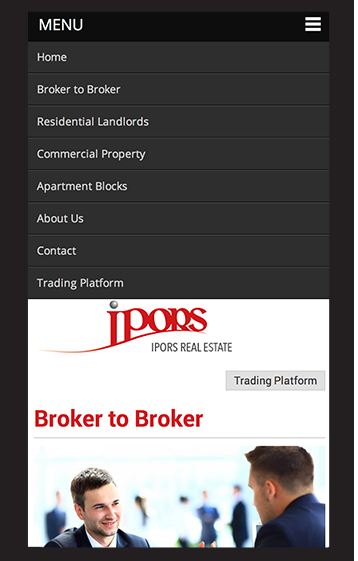 MENU
Home
Broker to Broker
Residential Landlords
Commercial Property
Apartment Blocks
About Us
Contact
Trading Platform
ipors
IPORS REAL ESTATE
Trading Platform
Broker to Broker